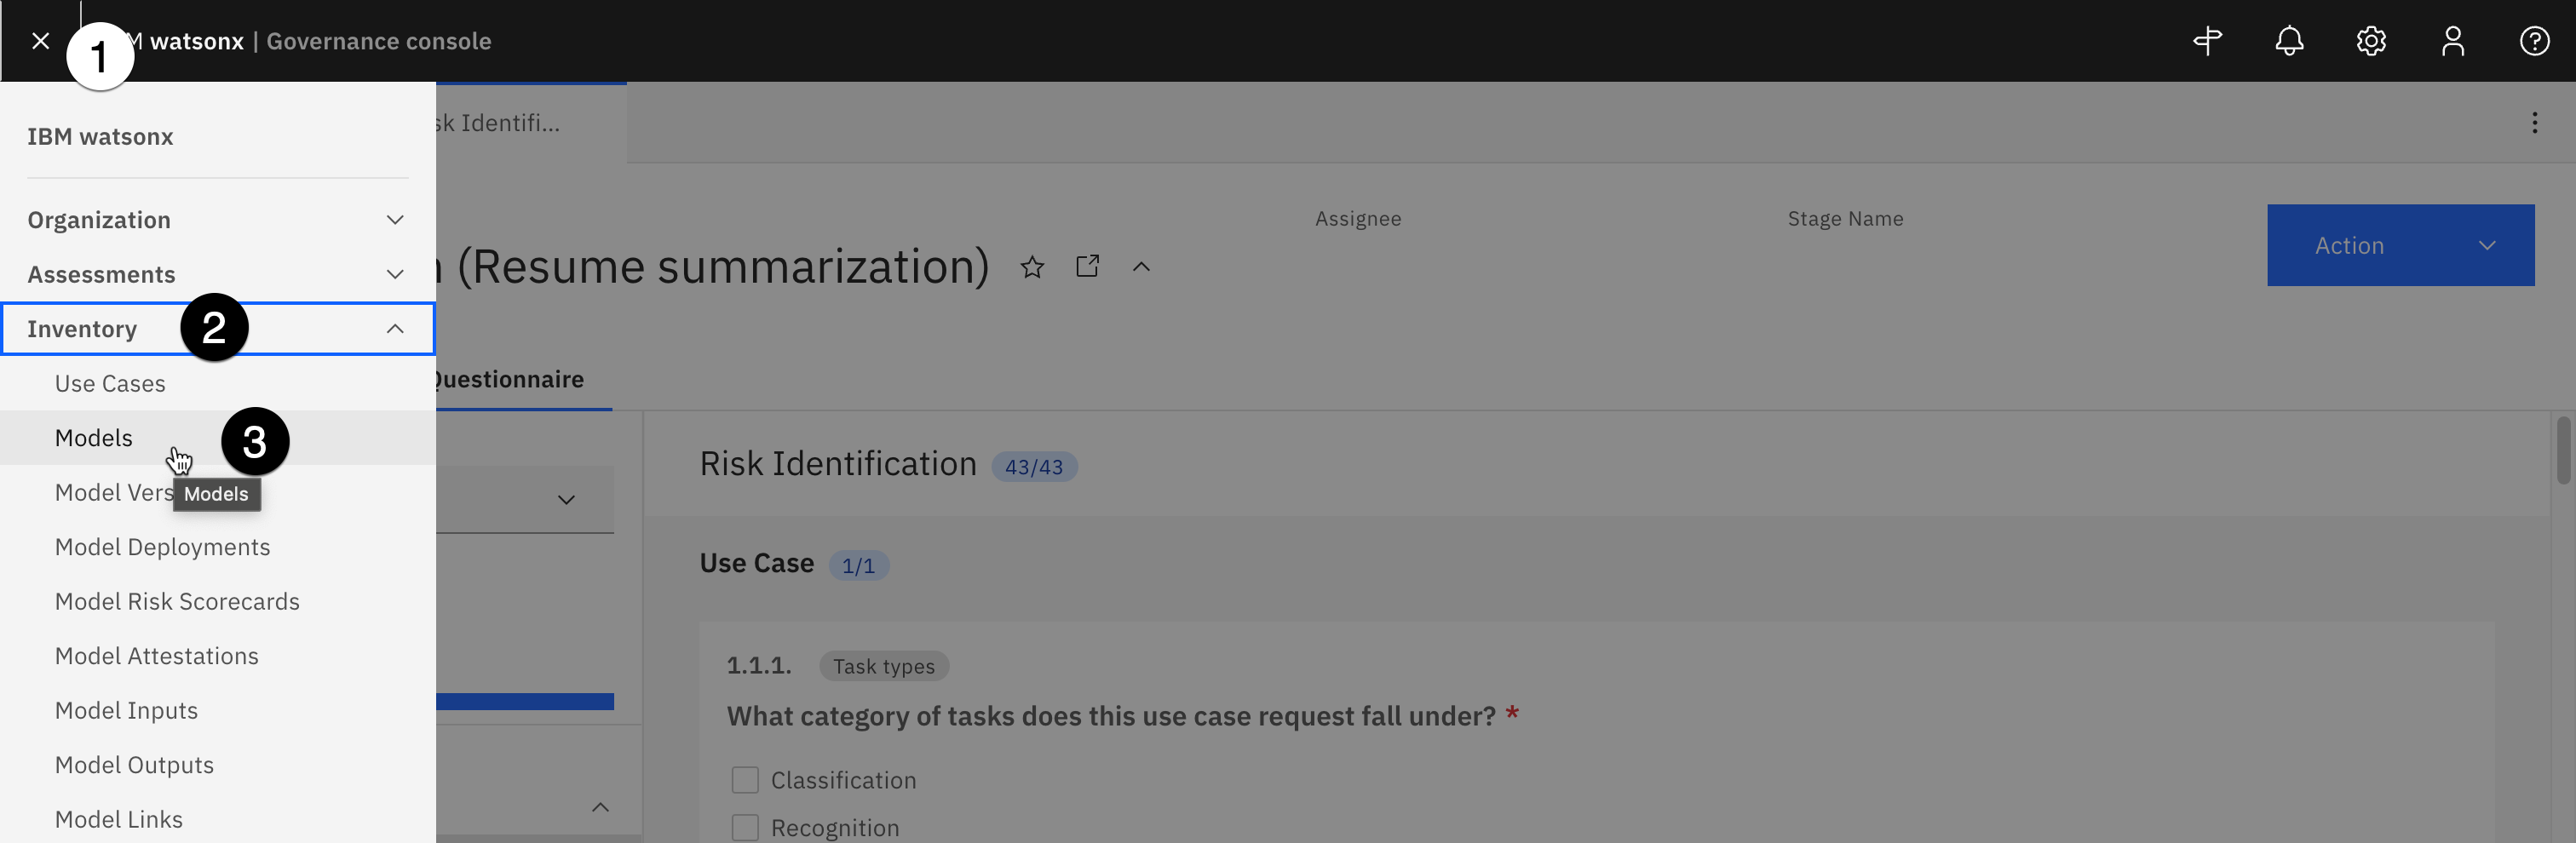 1
M watsonx | Governance console
IBM watsonx
Organization
Assessments
Inventory 2
Use Cases
Models 3
Models
Model Vers
Model Deployments
Model Risk Scorecards
Model Attestations
Model Inputs
Model Outputs
Model Links
sk Identifi...
n (Resume summarization)
Assignee
Stage Name
Action
Questionnaire
Risk Identification 43/43
Use Case 1/1
1.1.1. Task types
What category of tasks does this use case request fall under? *
Classification
Recognition